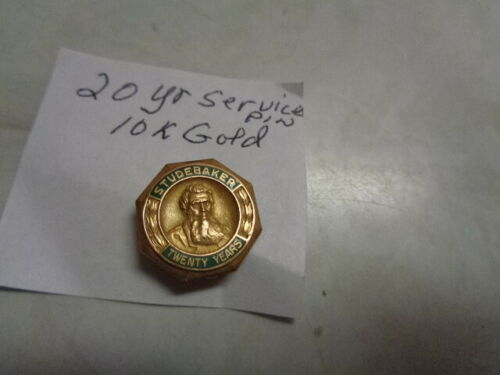 20 yr Service
Pin
10K Gold
STUDEBAKER
TWENTY YEARS